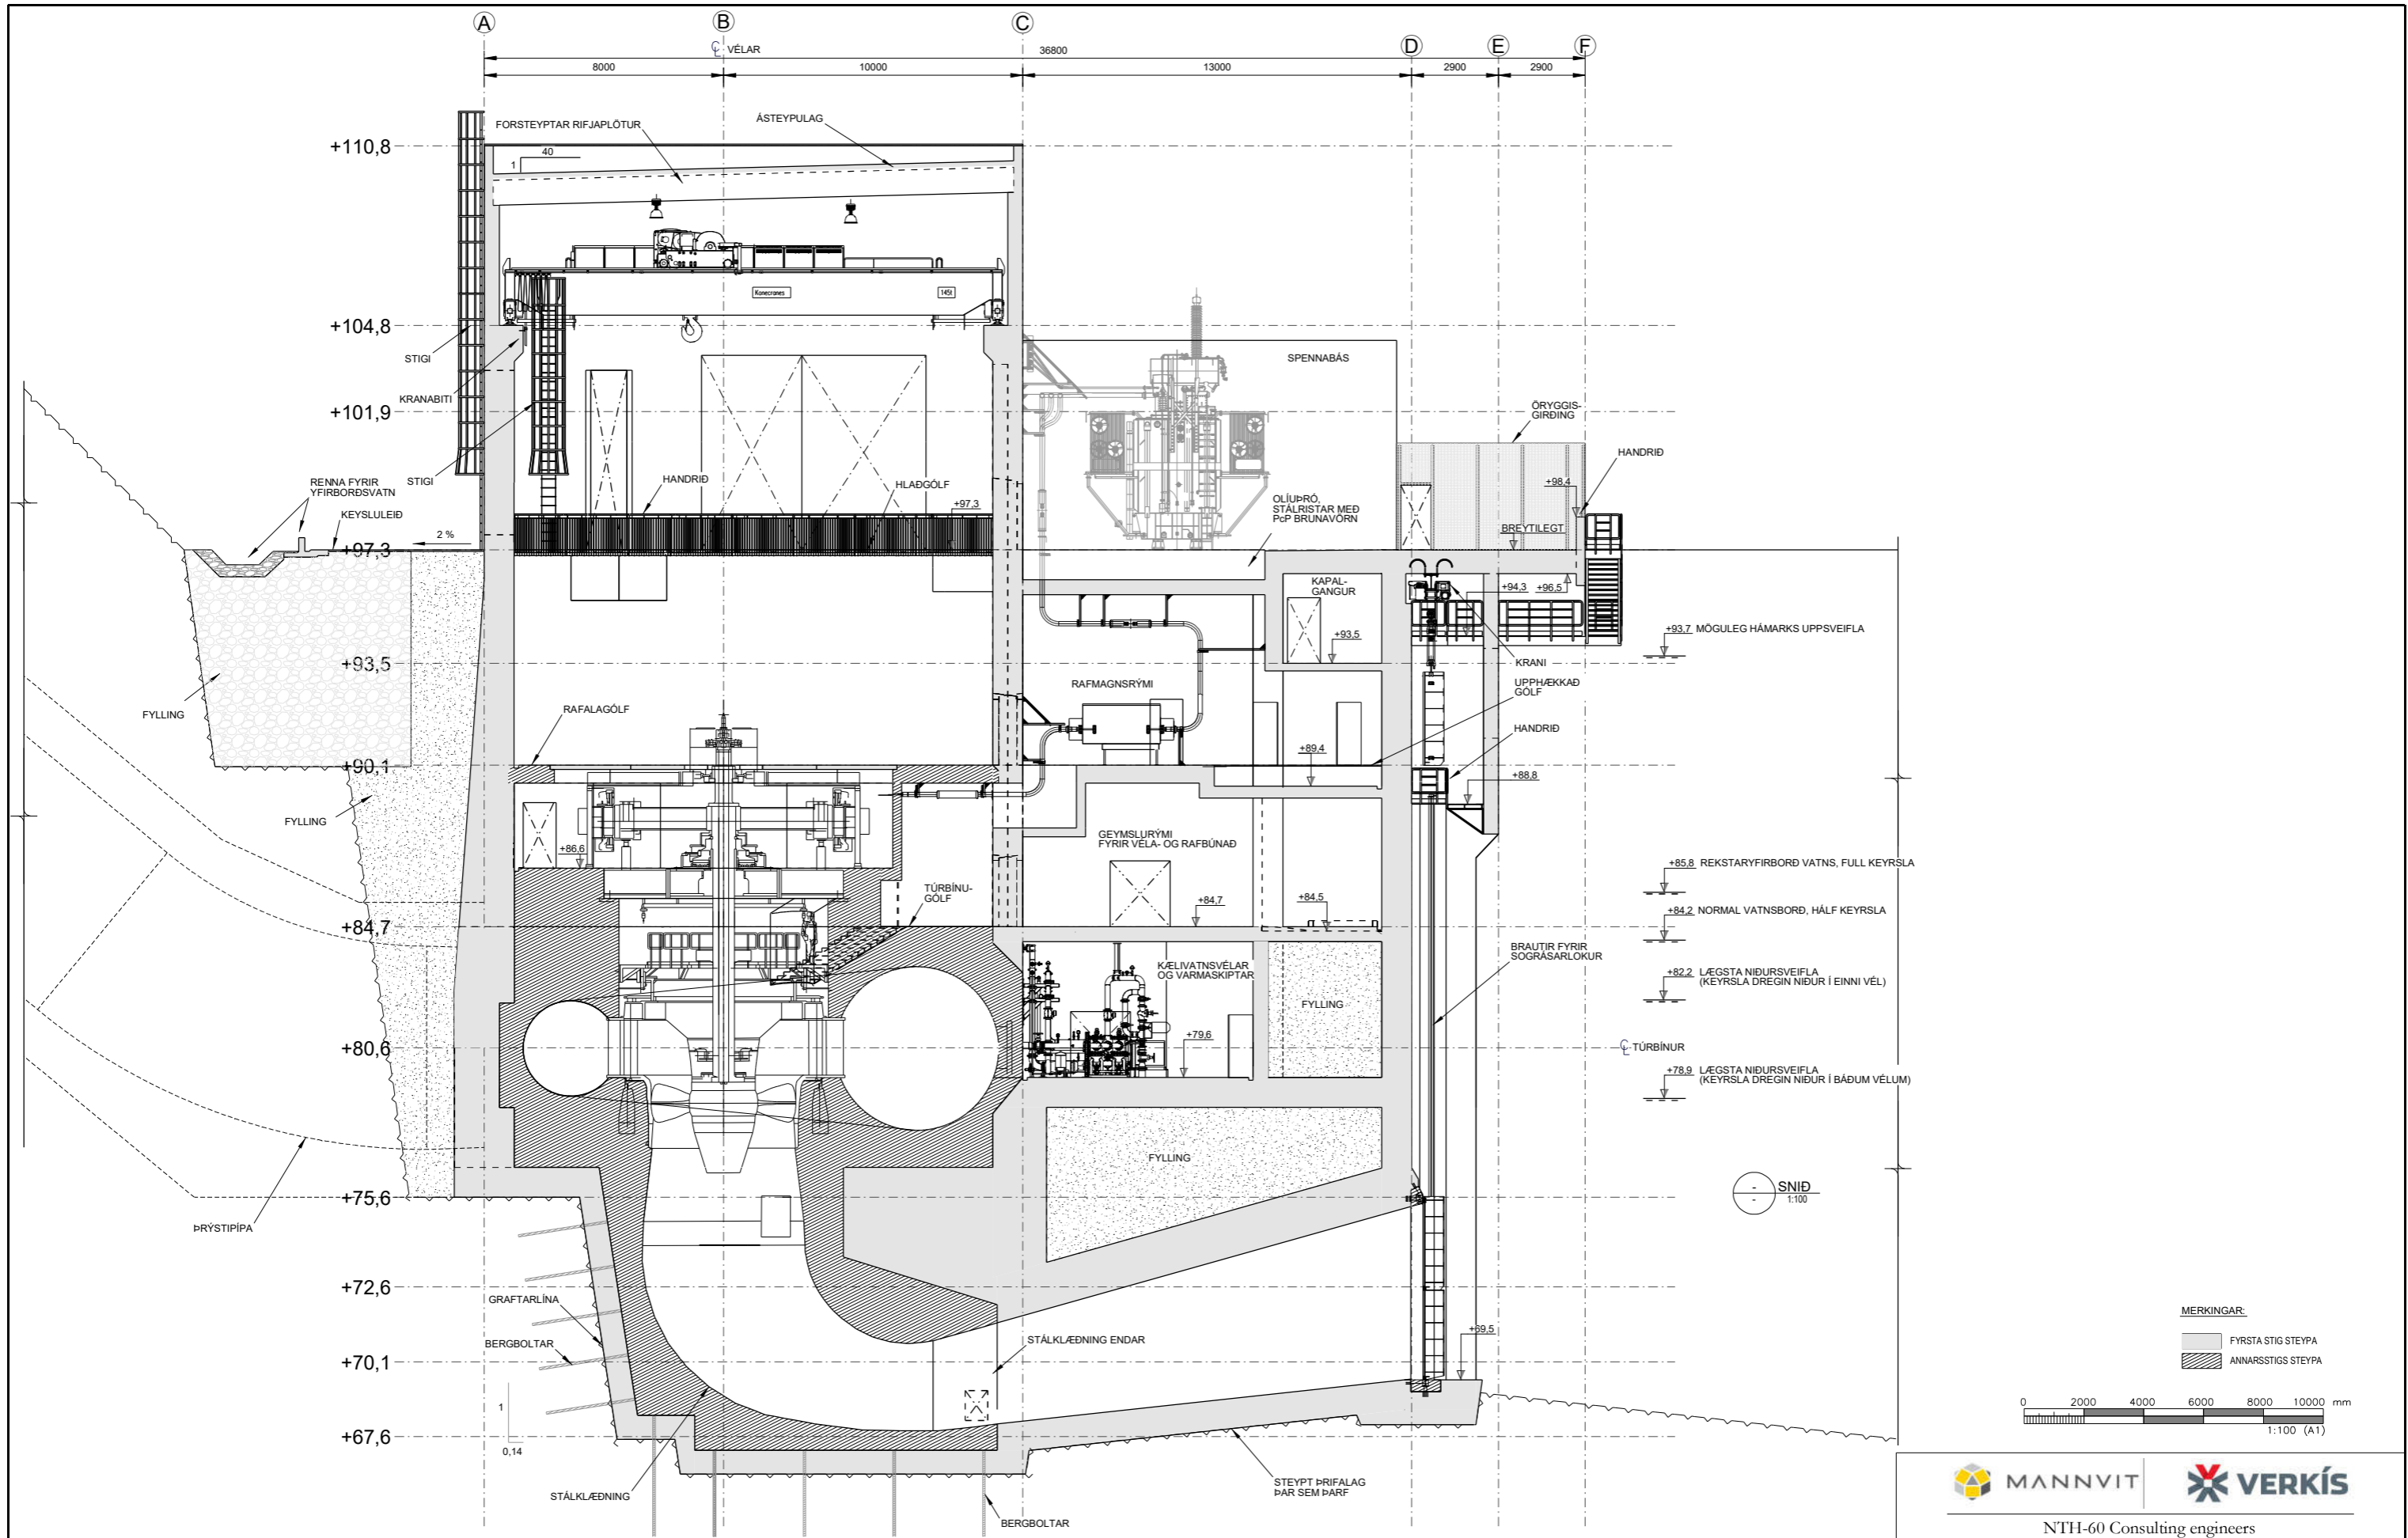 A
B
C
D
E
F
℄ VÉLAR
36800
8000
10000
13000
2900
2900
FORSTEYPTAR RIFJAPLÖTUR
ÁSTEYPULAG
+110,8
40
1
Konecranes
145t
+104,8
STIGI
SPENNABÁS
KRANABITI
+101,9
ÖRYGGIS-
GIRÐING
HANDRIÐ
RENNA FYRIR
YFIRBORÐSVATN
STIGI
HANDRIÐ
HLAÐGÓLF
+98,4
KEYSLULEIÐ
+97,3
OLÍUÞRÓ,
STÁLRISTAR MEÐ
PcP BRUNAVÖRN
BREYTILEGT
2 %
+97,3
KAPAL-
GANGUR
+94,3
+96,5
+93,5
+93,7 MÖGULEG HÁMARKS UPPSVEIFLA
+93,5
KRANI
RAFMAGNSRÝMI
UPPHÆKKAÐ
GÓLF
FYLLING
RAFALAGÓLF
HANDRIÐ
+89,4
+90,1
+88,8
FYLLING
GEYMSLURÝMI
FYRIR VÉLA- OG RAFBÚNAÐ
+86,6
+85,8 REKSTARYFIRBORÐ VATNS, FULL KEYRSLA
TÚRBÍNU-
GÓLF
+84,7
+84,5
+84,2 NORMAL VATNSBORÐ, HÁLF KEYRSLA
+84,7
BRAUTIR FYRIR
SOGRÁSARLOKUR
KÆLIVATNSVÉLAR
OG VARMASKIPTAR
+82,2 LÆGSTA NIÐURSVEIFLA
(KEYRSLA DREGIN NIÐUR Í EINNI VÉL)
FYLLING
+79,6
+80,6
℄ TÚRBÍNUR
+78,9 LÆGSTA NIÐURSVEIFLA
(KEYRSLA DREGIN NIÐUR Í BÁÐUM VÉLUM)
FYLLING
- SNIÐ
- 1:100
+75,6
ÞRÝSTIPÍPA
+72,6
GRAFTARLÍNA
MERKINGAR:
+69,5
BERGBOLTAR
STÁLKLÆÐNING ENDAR
FYRSTA STIG STEYPA
+70,1
ANNARSSTIGS STEYPA
1
0,14
0 2000 4000 6000 8000 10000 mm
1:100 (A1)
+67,6
STEYPT ÞRIFALAG
ÞAR SEM ÞARF
STÁLKLÆÐNING
BERGBOLTAR
MANNVIT
VERKÍS
NTH-60 Consulting engineers